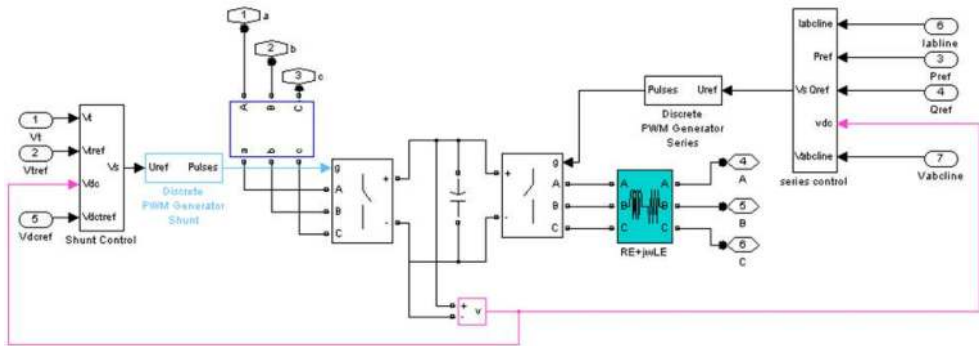 1
a
2
b
3
c
A
B
C
a
b
c
1
Vt
2
Vtref
5
Vdcref
Vt
Vtref
Vdc
Vdctref
Vs
Shunt Control
Uref Pulses
Discrete
PWM Generator
Shunt
g
A
B
C
+
-
+
-
v
+
-
g
A
B
C
A
B
C
A
B
C
RE+jwLE
4
A
5
B
6
C
Pulses Uref
Discrete
PWM Generator
Series
Iabcline
Pref
Vs Qref
vdc
Vabcline
series control
6
Iabline
3
Pref
4
Qref
7
Vabcline